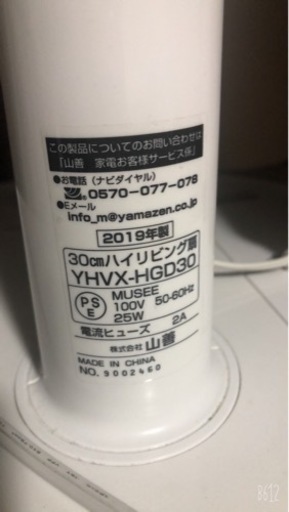 この製品についてのお問い合わせは
「山善 家電お客様サービス係」
●お電話(ナビダイヤル)
0570-077-078
●Eメール
info_m@yamazen.co.jp
2019年製
30cmハイリビング扇
YHVX-HGD30
PS
E
MUSEE
100V 50-60Hz
25W
電流ヒューズ 2A
株式会社 山善
MADE IN CHINA
NO. 9002460